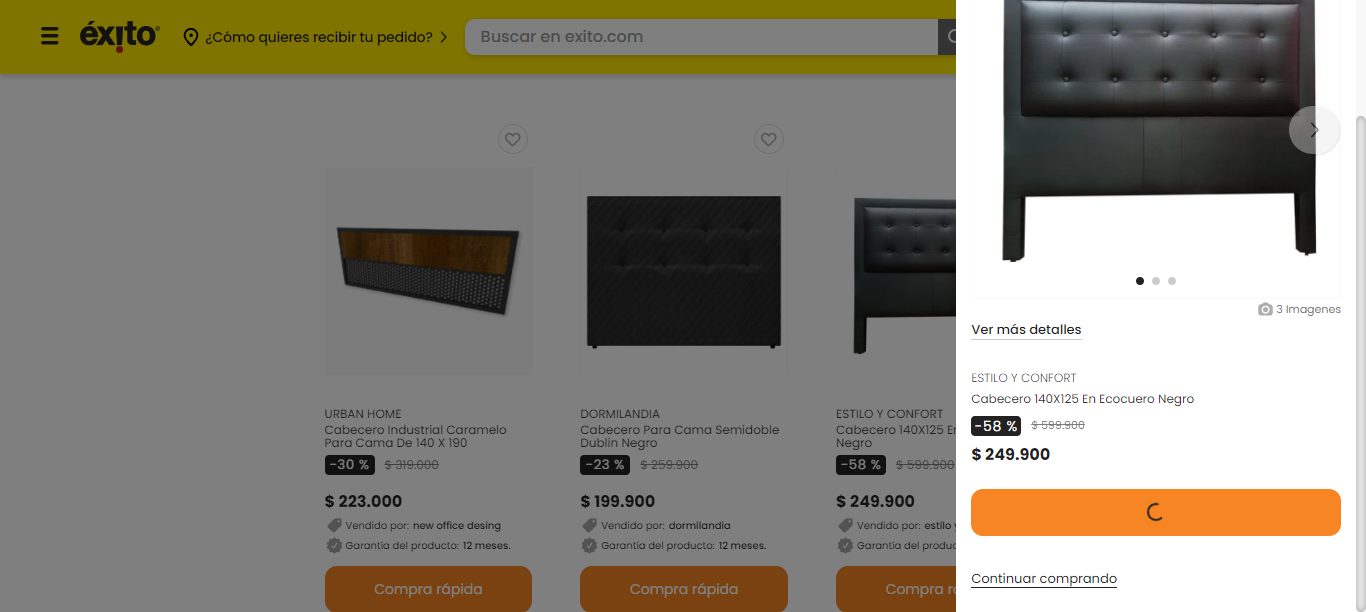 éxito
¿Cómo quieres recibir tu pedido?
Buscar en exito.com
URBAN HOME
Cabecero Industrial Caramelo
Para Cama De 140 X 190
-30 %
$ 319.000
$ 223.000
Vendido por: new office desing
Garantía del producto: 12 meses.
Compra rápida
DORMILANDIA
Cabecero Para Cama Semidoble
Dublin Negro
-23 %
$ 259.900
$ 199.900
Vendido por: dormilandia
Garantía del producto: 12 meses.
Compra rápida
ESTILO Y CONFORT
Cabecero 140X125 E
Negro
-58 %
$ 599.900
$ 249.900
Vendido por: estilo
Garantía del produc
Compra r
3 Imagenes
Ver más detalles
ESTILO Y CONFORT
Cabecero 140X125 En Ecocuero Negro
-58 %
$ 599.900
$ 249.900
Continuar comprando